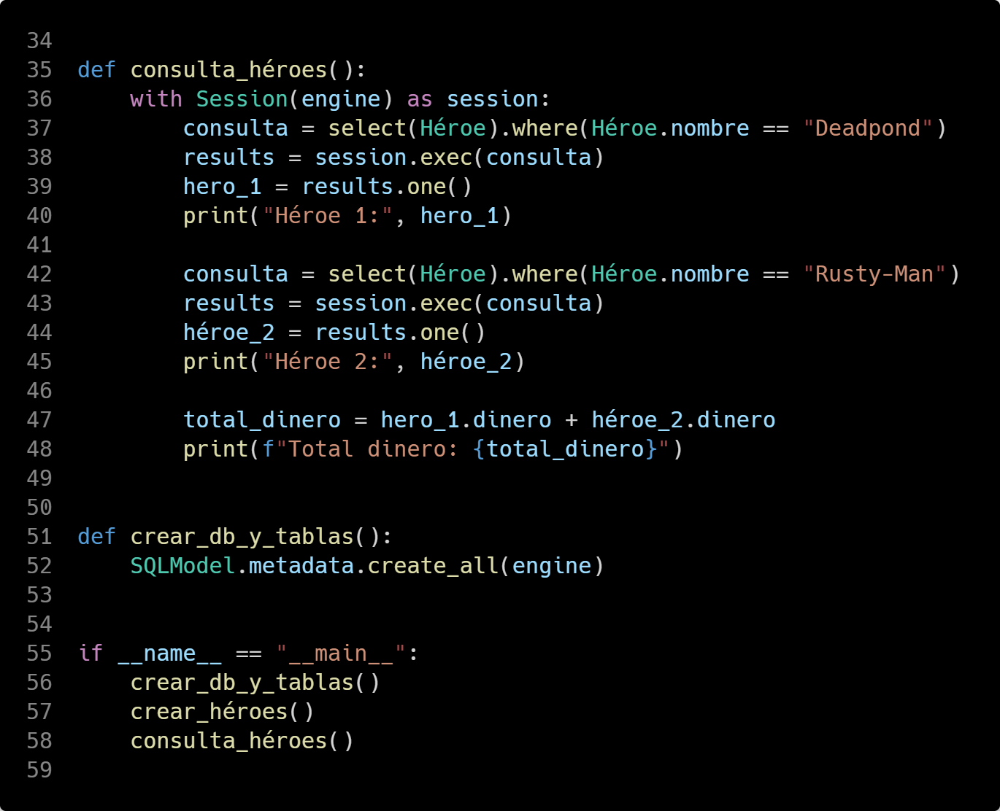 34
35 def consulta_héroes():
36     with Session(engine) as session:
37         consulta = select(Héroe).where(Héroe.nombre == "Deadpond")
38         results = session.exec(consulta)
39         hero_1 = results.one()
40         print("Héroe 1:", hero_1)
41
42         consulta = select(Héroe).where(Héroe.nombre == "Rusty-Man")
43         results = session.exec(consulta)
44         héroe_2 = results.one()
45         print("Héroe 2:", héroe_2)
46
47         total_dinero = hero_1.dinero + héroe_2.dinero
48         print(f"Total dinero: {total_dinero}")
49
50
51 def crear_db_y_tablas():
52     SQLModel.metadata.create_all(engine)
53
54
55 if __name__ == "__main__":
56     crear_db_y_tablas()
57     crear_héroes()
58     consulta_héroes()
59